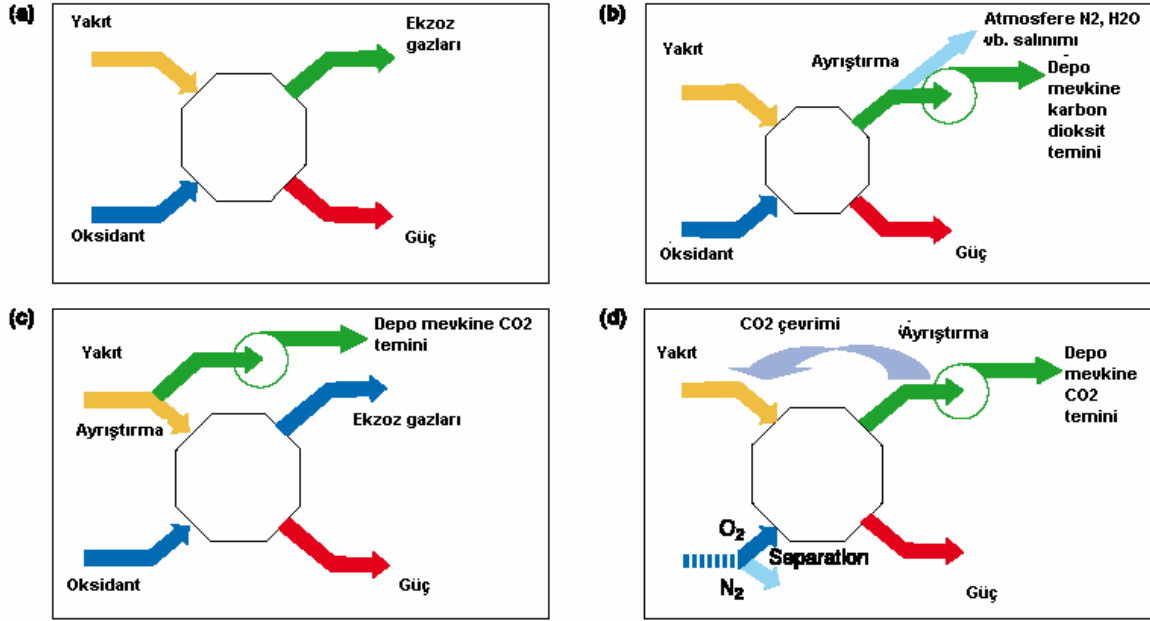 (a)
Yakıt
Ekzoz
gazları
Oksidant
Güç
(b)
Yakıt
Ayrıştırma
Atmosfere N2, H2O
vb. salınımı
Depo
mevkine
karbon
dioksit
temini
Oksidant
Güç
(c)
Yakıt
Depo mevkine CO2
temini
Ayrıştırma
Ekzoz gazları
Oksidant
Güç
(d)
CO2 çevrimi
Ayrıştırma
Yakıt
Depo
mevkine
CO2
temini
O2
Separation
N2
Güç